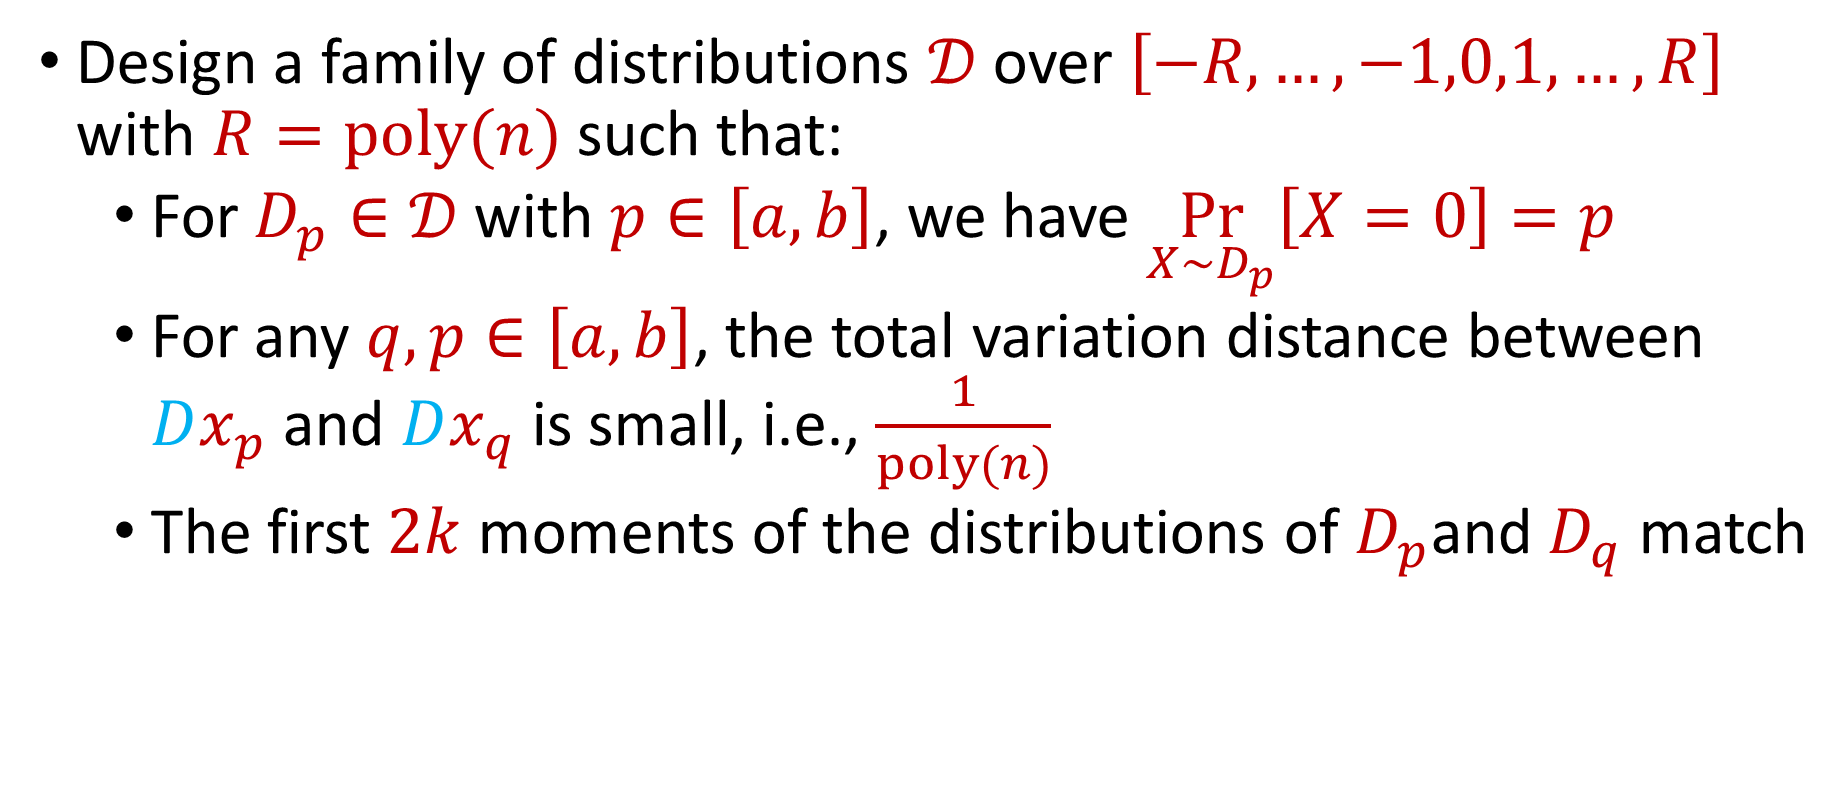 • Design a family of distributions 𝒟 over [−R, … , −1,0,1, … , R]
with R = poly(n) such that:
• For D_p ∈ 𝒟 with p ∈ [a, b], we have Pr_{X~D_p} [X = 0] = p
• For any q, p ∈ [a, b], the total variation distance between
Dx_p and Dx_q is small, i.e., 1/poly(n)
• The first 2k moments of the distributions of D_p and D_q match